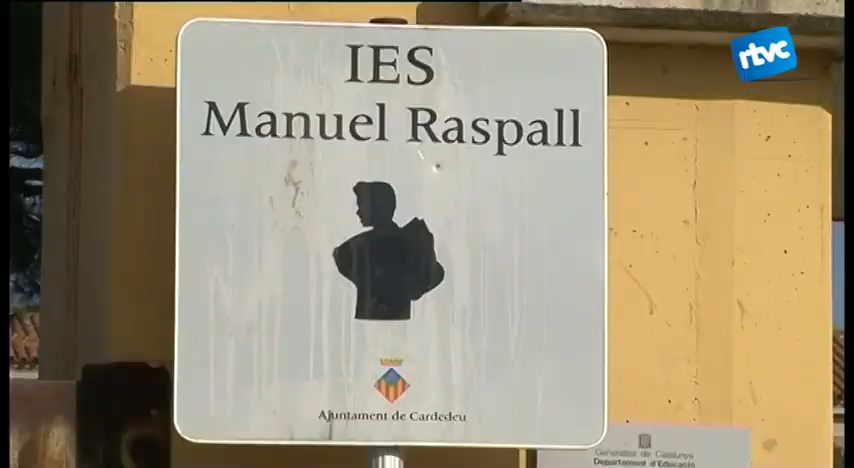 rtvc
IES
Manuel Raspall
Ajuntament de Cardedeu
Generalitat de Catalunya
Departament d'Educació